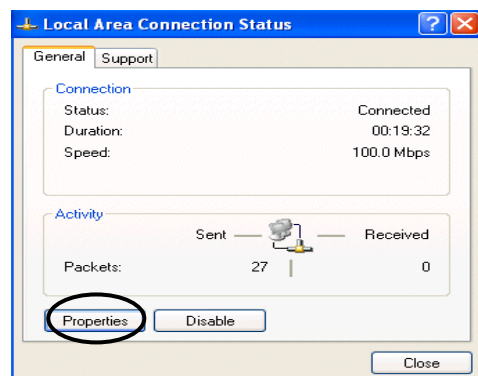 Local Area Connection Status
General Support
Connection
Status: Connected
Duration: 00:19:32
Speed: 100.0 Mbps
Activity
Sent Received
Packets: 27 0
Properties Disable
Close